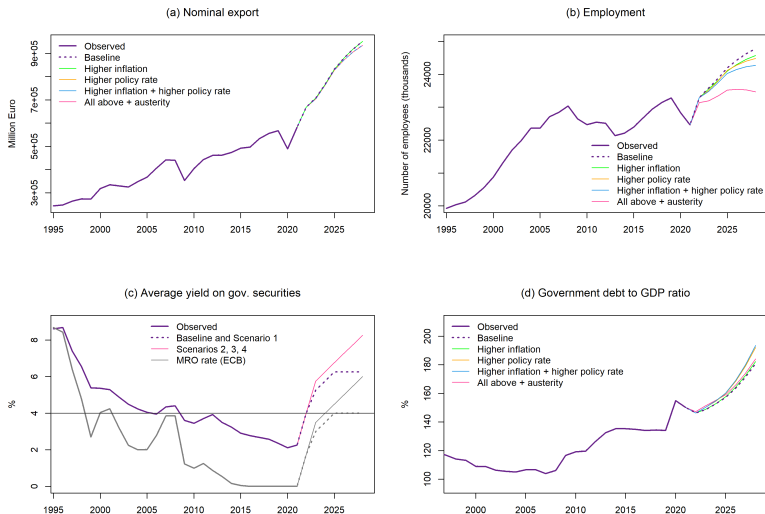 (a) Nominal export
Million Euro
3e+05
5e+05
7e+05
9e+05
Observed
Baseline
Higher inflation
Higher policy rate
Higher inflation + higher policy rate
All above + austerity
1995 2000 2005 2010 2015 2020 2025
(b) Employment
Number of employees (thousands)
20000
22000
24000
Observed
Baseline
Higher inflation
Higher policy rate
Higher inflation + higher policy rate
All above + austerity
1995 2000 2005 2010 2015 2020 2025
(c) Average yield on gov. securities
%
0
2
4
6
8
Observed
Baseline and Scenario 1
Scenarios 2, 3, 4
MRO rate (ECB)
1995 2000 2005 2010 2015 2020 2025
(d) Government debt to GDP ratio
%
100
120
140
160
180
200
Observed
Baseline
Higher inflation
Higher policy rate
Higher inflation + higher policy rate
All above + austerity
2000 2005 2010 2015 2020 2025